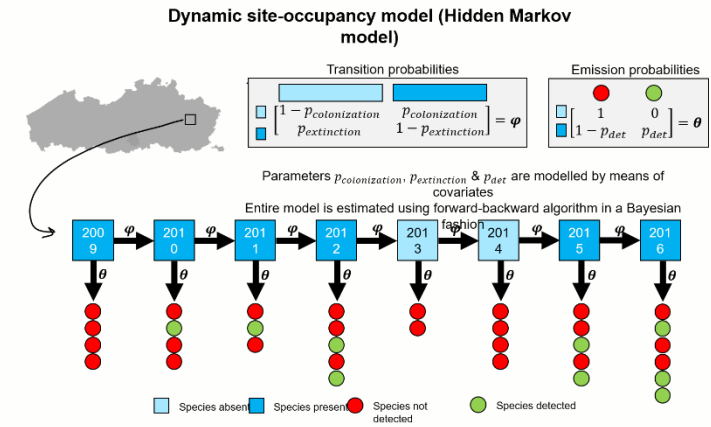 Dynamic site-occupancy model (Hidden Markov
model)
Transition probabilities
Emission probabilities
1 − p_colonization p_colonization
p_extinction 1 − p_extinction = φ
1 0
1 − p_det p_det = θ
Parameters p_colonization, p_extinction & p_det are modelled by means of
covariates
Entire model is estimated using forward-backward algorithm in a Bayesian
fashion
φ φ φ φ φ φ φ
200
9
201
0
201
1
201
2
201
3
201
4
201
5
201
6
θ θ θ θ θ θ θ θ
Species absent
Species present
Species not
detected
Species detected